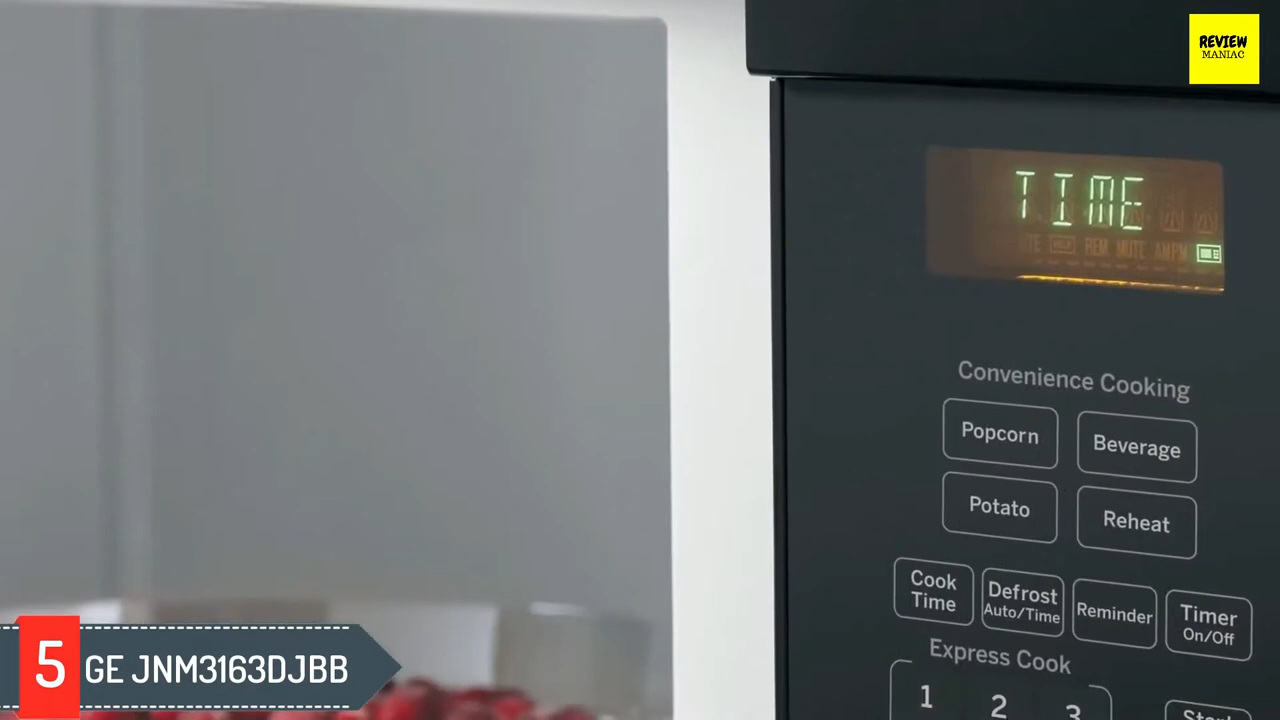 REVIEW
MANIAC
TIME
REM MUTE AM PM
Convenience Cooking
Popcorn
Beverage
Potato
Reheat
Cook
Time
Defrost
Auto/Time
Reminder
Timer
On/Off
Express Cook
1 2 3
5 GE JNM3163DJBB